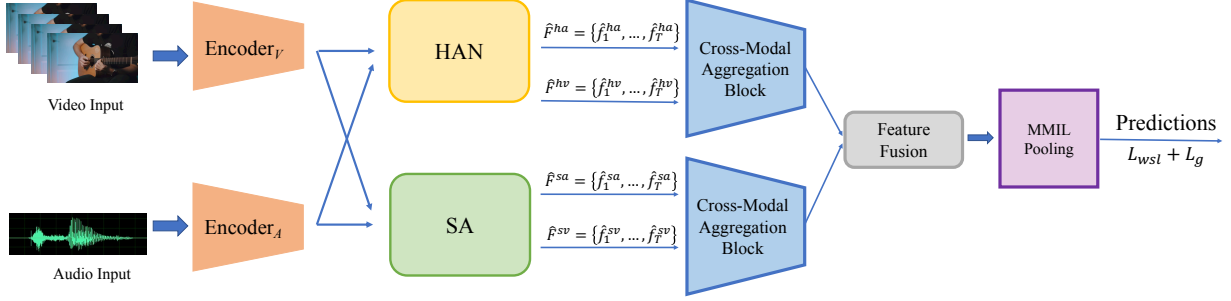 Video Input
Encoder_V
HAN
F̂^{ha} = {f̂_1^{ha}, ..., f̂_T^{ha}}
F̂^{hv} = {f̂_1^{hv}, ..., f̂_T^{hv}}
Cross-Modal
Aggregation
Block
Audio Input
Encoder_A
SA
F̂^{sa} = {f̂_1^{sa}, ..., f̂_T^{sa}}
F̂^{sv} = {f̂_1^{sv}, ..., f̂_T^{sv}}
Cross-Modal
Aggregation
Block
Feature
Fusion
MMIL
Pooling
Predictions
L_{wsl} + L_g